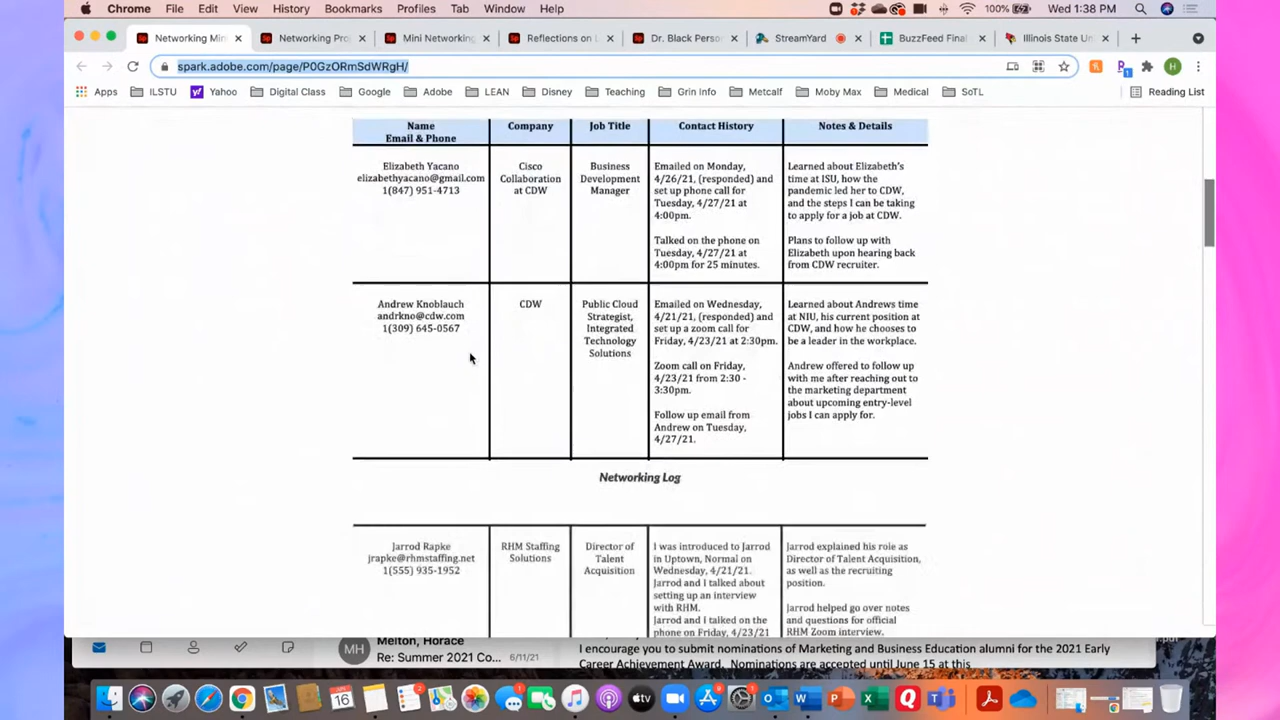 Chrome File Edit View History Bookmarks Profiles Tab Window Help 100% Wed 1:38 PM
Networking Min Networking Pro Mini Networking Reflections on L Dr. Black Perso StreamYard BuzzFeed Final Illinois State Un
spark.adobe.com/page/P0GzORmSdWRgH/
Apps ILSTU Yahoo Digital Class Google Adobe LEAN Disney Teaching Grin Info Metcalf Moby Max Medical SoTL Reading List
Name Company Job Title Contact History Notes & Details
Email & Phone
Elizabeth Yacano Cisco Business Emailed on Monday, Learned about Elizabeth's
elizabethyacano@gmail.com Collaboration Development 4/26/21, (responded) and time at ISU, how the
1(847) 951-4713 at CDW Manager set up phone call for pandemic led her to CDW,
Tuesday, 4/27/21 at and the steps I can be taking
4:00pm. to apply for a job at CDW.
Talked on the phone on Plans to follow up with
Tuesday, 4/27/21 at Elizabeth upon hearing back
4:00pm for 25 minutes. from CDW recruiter.
Andrew Knoblauch CDW Public Cloud Emailed on Wednesday, Learned about Andrews time
andrkno@cdw.com Strategist, 4/21/21, (responded) and at NIU, his current position at
1(309) 645-0567 Integrated set up a zoom call for CDW, and how he chooses to
Technology Friday, 4/23/21 at 2:30pm. be a leader in the workplace.
Solutions
Zoom call on Friday, Andrew offered to follow up
4/23/21 from 2:30 - with me after reaching out to
3:30pm. the marketing department
about upcoming entry-level
Follow up email from jobs I can apply for.
Andrew on Tuesday,
4/27/21.
Networking Log
Jarrod Rapke RHM Staffing Director of I was introduced to Jarrod Jarrod explained his role as
jrapke@rhmstaffing.net Solutions Talent in Uptown, Normal on Director of Talent Acquisition,
1(555) 935-1952 Acquisition Wednesday, 4/21/21. as well as the recruiting
Jarrod and I talked about position.
setting up an interview
with RHM. Jarrod helped go over notes
Jarrod and I talked on the and questions for official
phone on Friday, 4/23/21 RHM Zoom interview.
MH Melton, Horace
Re: Summer 2021 Co... 6/11/21
I encourage you to submit nominations of Marketing and Business Education alumni for the 2021 Early
Career Achievement Award. Nominations are accepted until June 15 at this